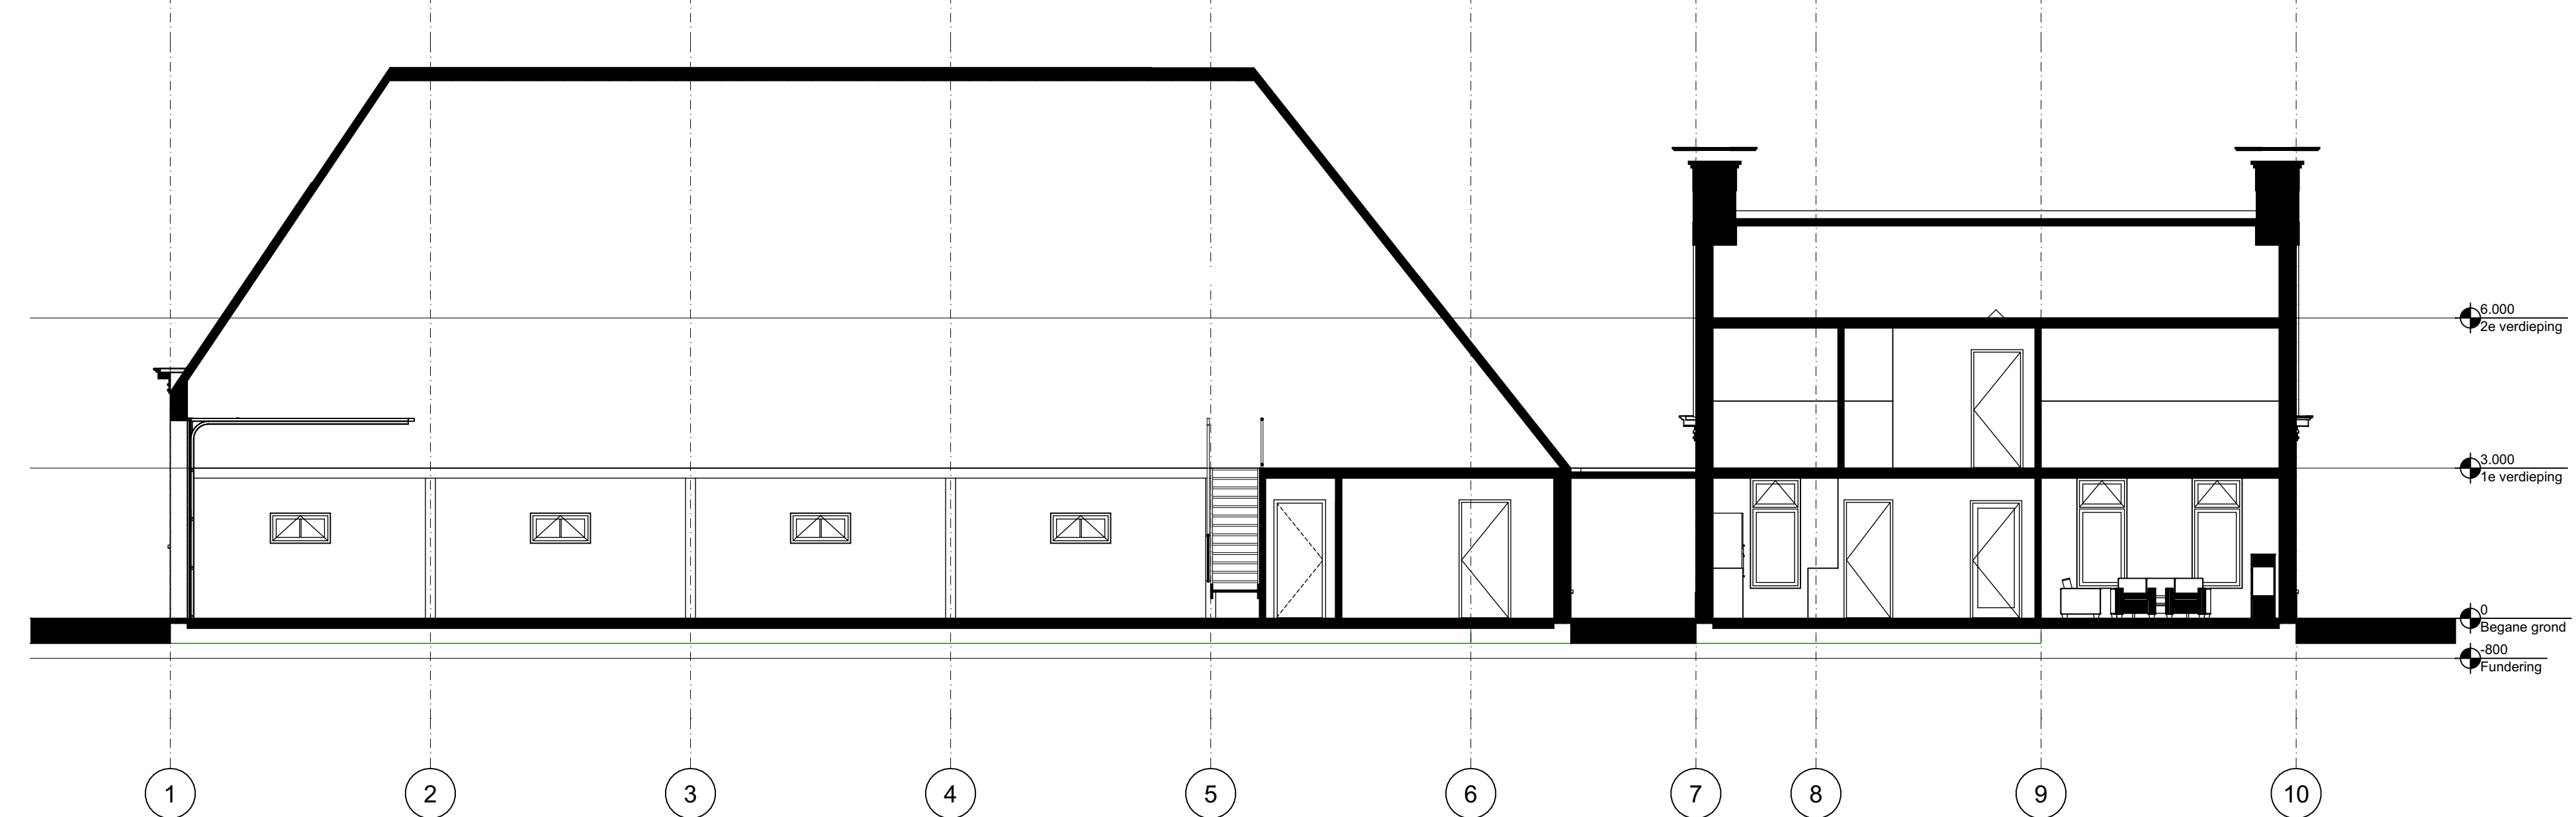 6.000
2e verdieping
3.000
1e verdieping
0
Begane grond
-800
Fundering
1 2 3 4 5 6 7 8 9 10